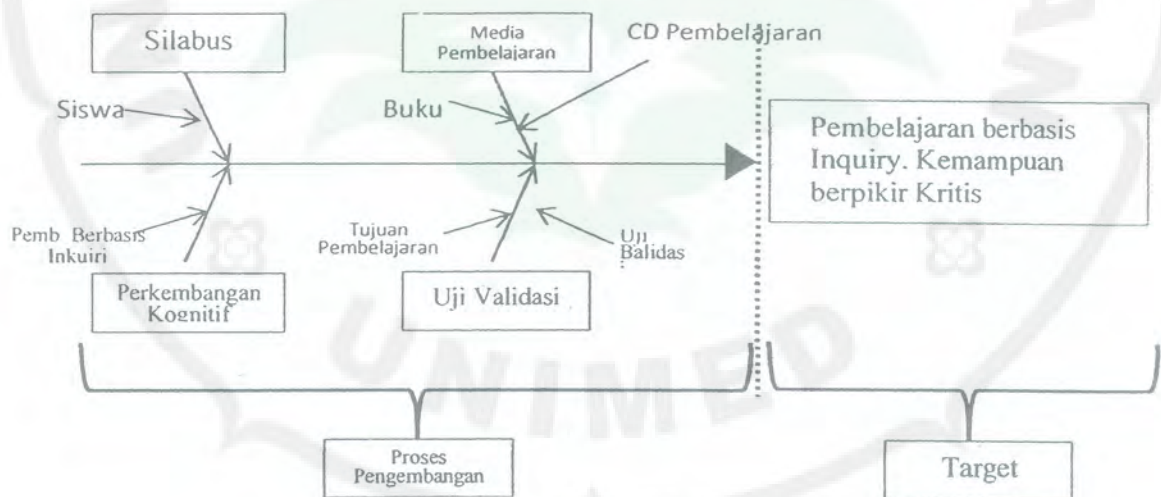 Silabus
Media
Pembelajaran
CD Pembelajaran
Siswa
Buku
Pembelajaran berbasis
Inquiry. Kemampuan
berpikir Kritis
Pemb Berbasis
Inkuiri
Tujuan
Pembelajaran
Uji
Balidas
Perkembangan
Kognitif
Uji Validasi
UNIMED
Proses
Pengembangan
Target